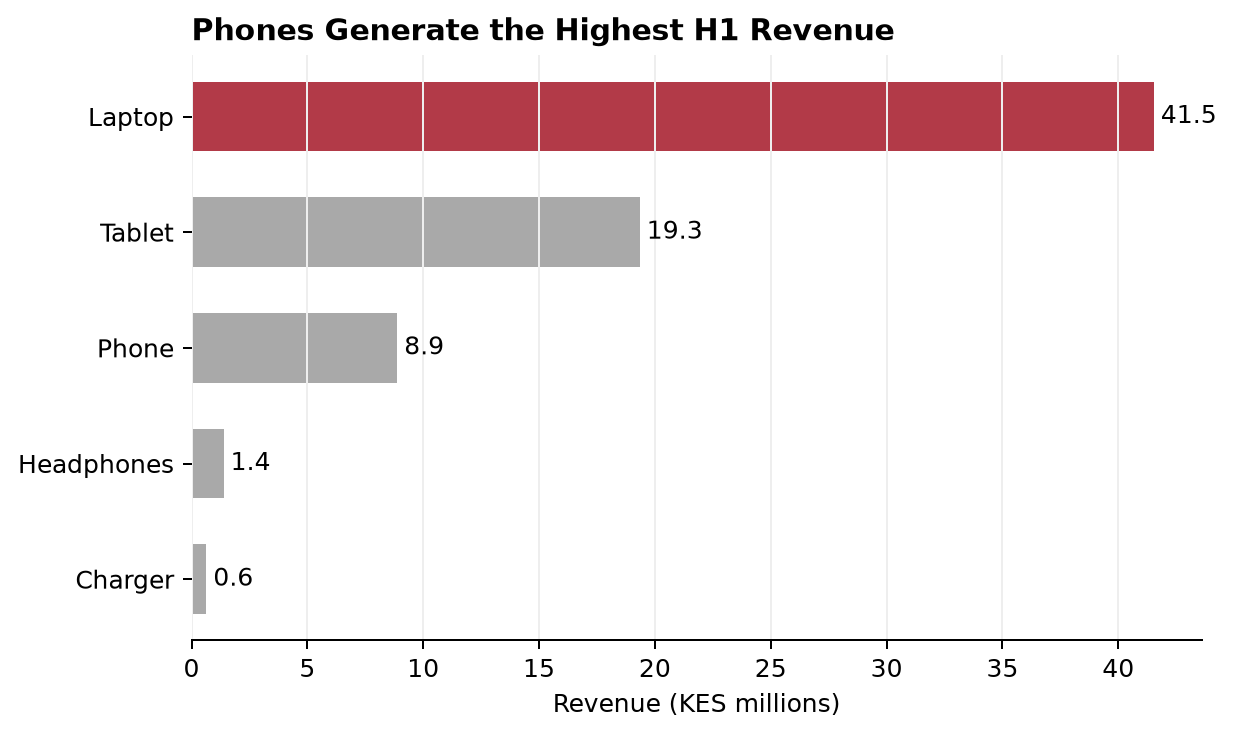 Phones Generate the Highest H1 Revenue
Laptop 41.5
Tablet 19.3
Phone 8.9
Headphones 1.4
Charger 0.6
0 5 10 15 20 25 30 35 40
Revenue (KES millions)